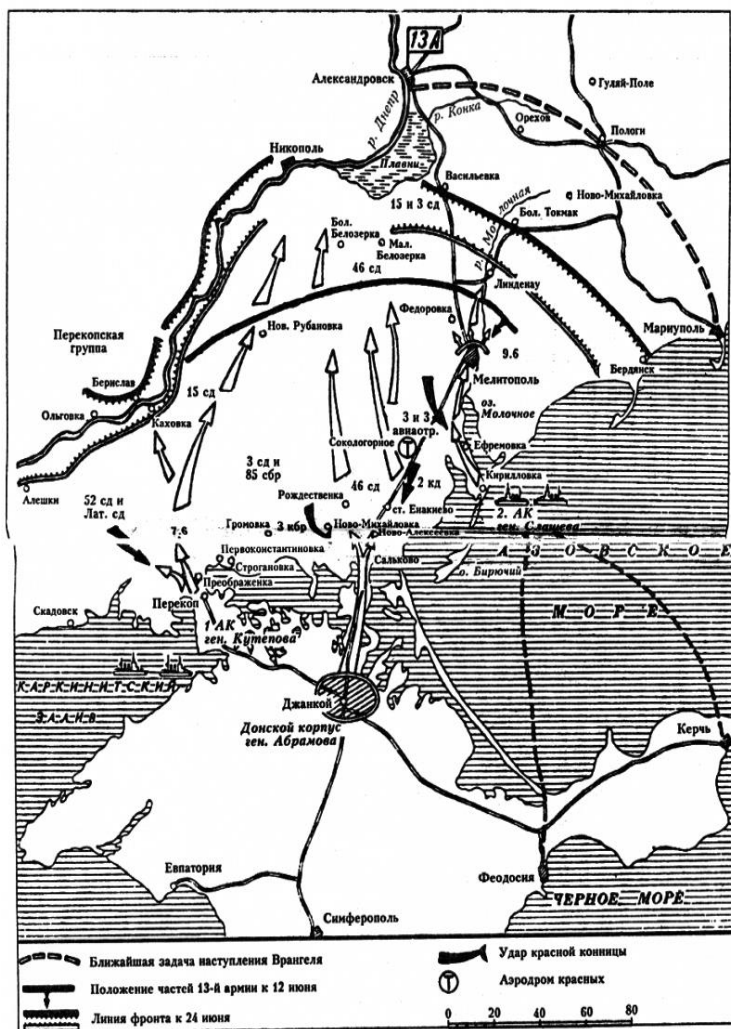 13А
Александровск
Гуляй-Поле
р. Днепр
р. Конка
Орехов
Пологи
Никополь
Плавни
Васильевка
15 и 3 сд
Ново-Михайловка
Бол. Токмак
р. Молочная
Бол.
Белозерка
Мал.
Белозерка
46 сд
Линденау
Федоровка
Мариуполь
Нов. Рубановка
9.6
Перекопская
группа
Мелитополь
Бердянск
Берислав
15 сд
оз.
Молочное
Ольговка
Каховка
3 и 3
авиаотр.
Сокологорное
Ефремовка
3 сд и
85 сбр
46 сд
2 кд
Кирилловка
Алешки
Рождественка
52 сд и
Лат. сд
ст. Енакиево
2. АК
ген. Слащева
7.6
Громовка
3 кбр
Ново-Михайловка
Ново-Алексеевка
Первоконстантиновка
Сальково
АЗОВСКОЕ
Строгановка
о. Бирючий
Преображенка
Перекоп
МОРЕ
Скадовск
1 АК
ген. Кутепова
КАРКИНИТСКИЙ
ЗАЛИВ
Джанкой
Донской корпус
ген. Абрамова
Керчь
Евпатория
Феодосия
ЧЕРНОЕ МОРЕ
Симферополь
Ближайшая задача наступления Врангеля
Удар красной конницы
Положение частей 13-й армии к 12 июня
Аэродром красных
Линия фронта к 24 июня
0 20 40 60 80